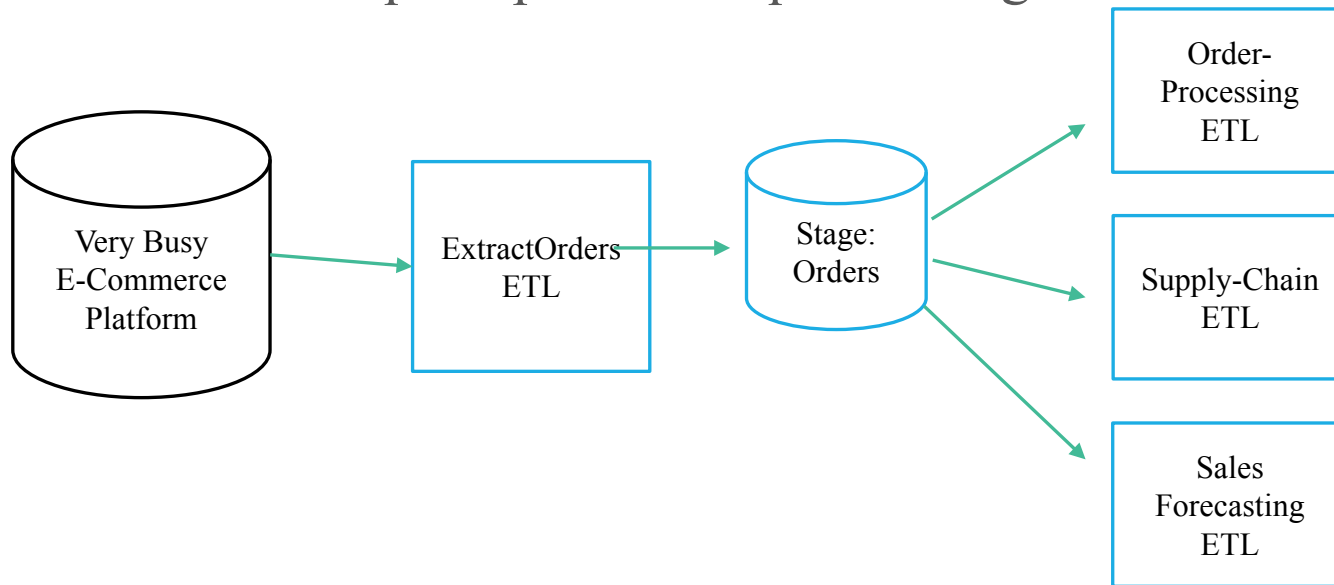 Very Busy
E-Commerce
Platform
ExtractOrders
ETL
Stage:
Orders
Order-
Processing
ETL
Supply-Chain
ETL
Sales
Forecasting
ETL